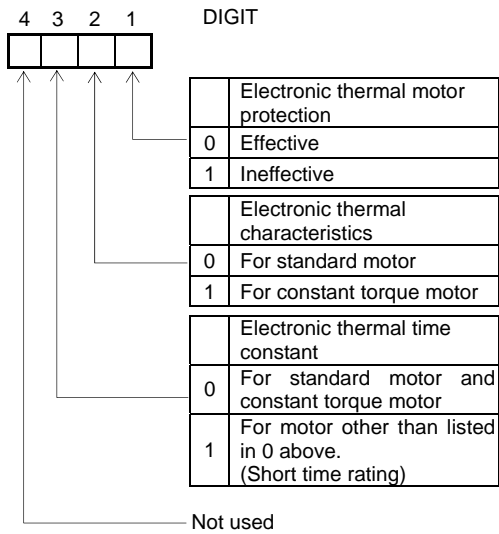 4 3 2 1 DIGIT
Electronic thermal motor
protection
0 Effective
1 Ineffective
Electronic thermal
characteristics
0 For standard motor
1 For constant torque motor
Electronic thermal time
constant
0 For standard motor and
constant torque motor
1 For motor other than listed
in 0 above.
(Short time rating)
Not used